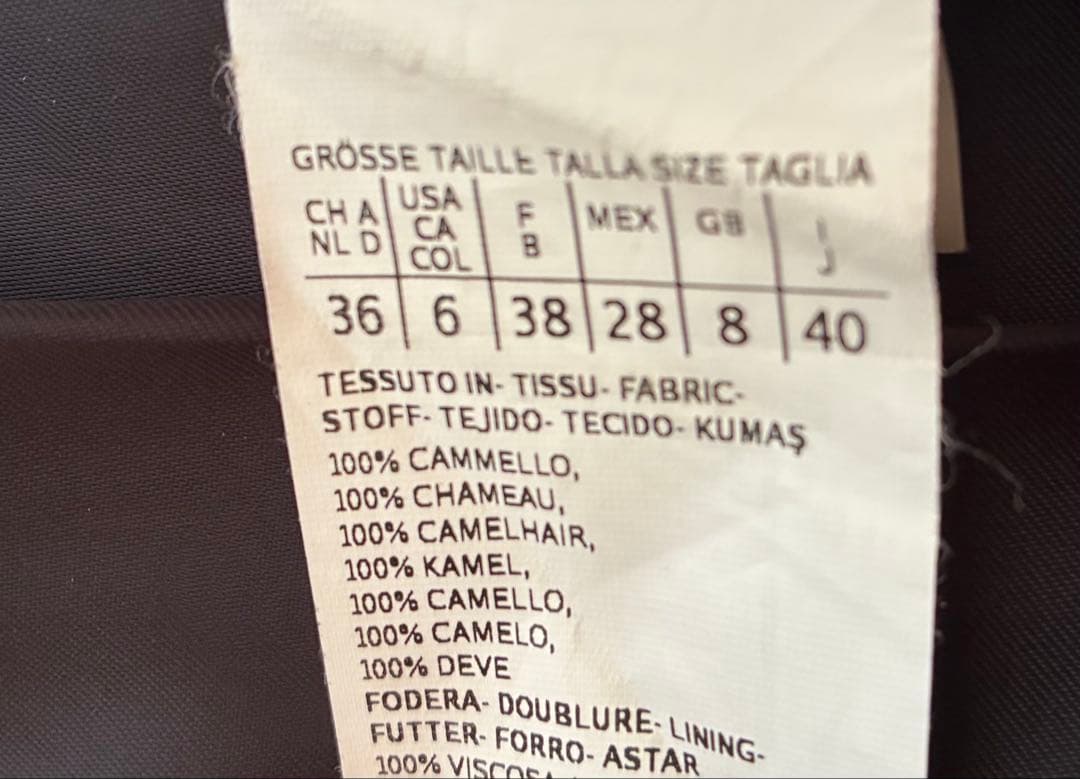 GRÖSSE TAILLE TALLA SIZE TAGLIA
CH A NL D USA CA COL F B MEX GB I J
36 6 38 28 8 40
TESSUTO IN- TISSU- FABRIC-
STOFF- TEJIDO- TECIDO- KUMAŞ
100% CAMMELLO,
100% CHAMEAU,
100% CAMELHAIR,
100% KAMEL,
100% CAMELLO,
100% CAMELO,
100% DEVE
FODERA- DOUBLURE- LINING-
FUTTER- FORRO- ASTAR
100% VISCOSA